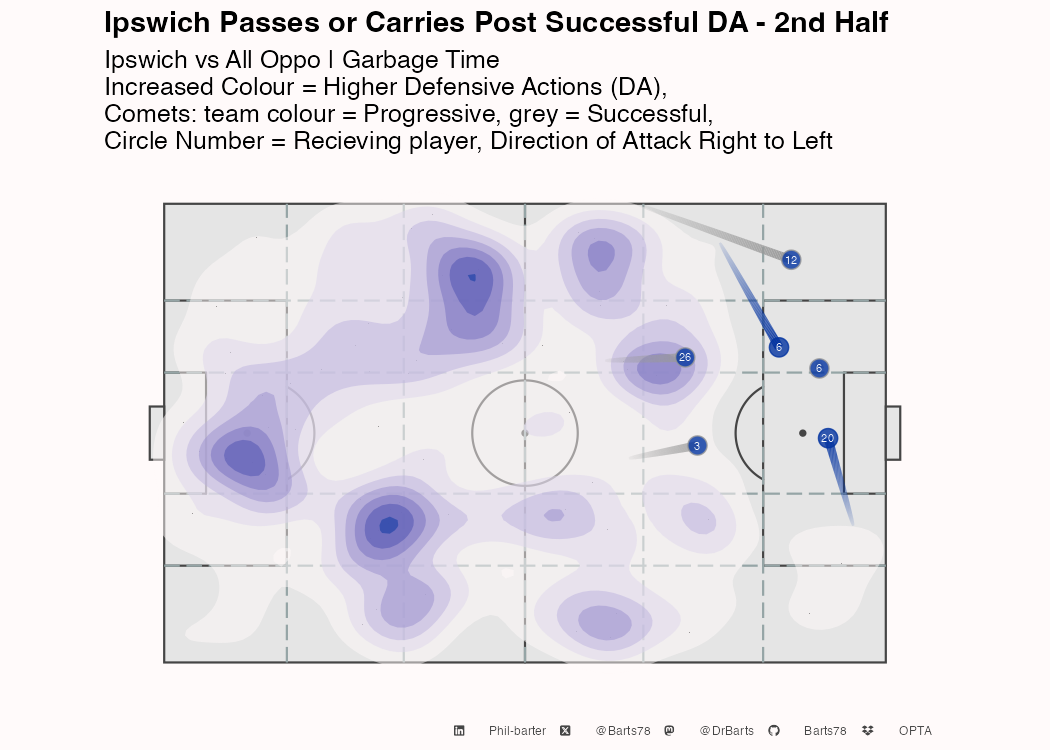 Ipswich Passes or Carries Post Successful DA - 2nd Half
Ipswich vs All Oppo | Garbage Time
Increased Colour = Higher Defensive Actions (DA),
Comets: team colour = Progressive, grey = Successful,
Circle Number = Recieving player, Direction of Attack Right to Left
12
6
26
6
20
3
Phil-barter @Barts78 @DrBarts Barts78 OPTA